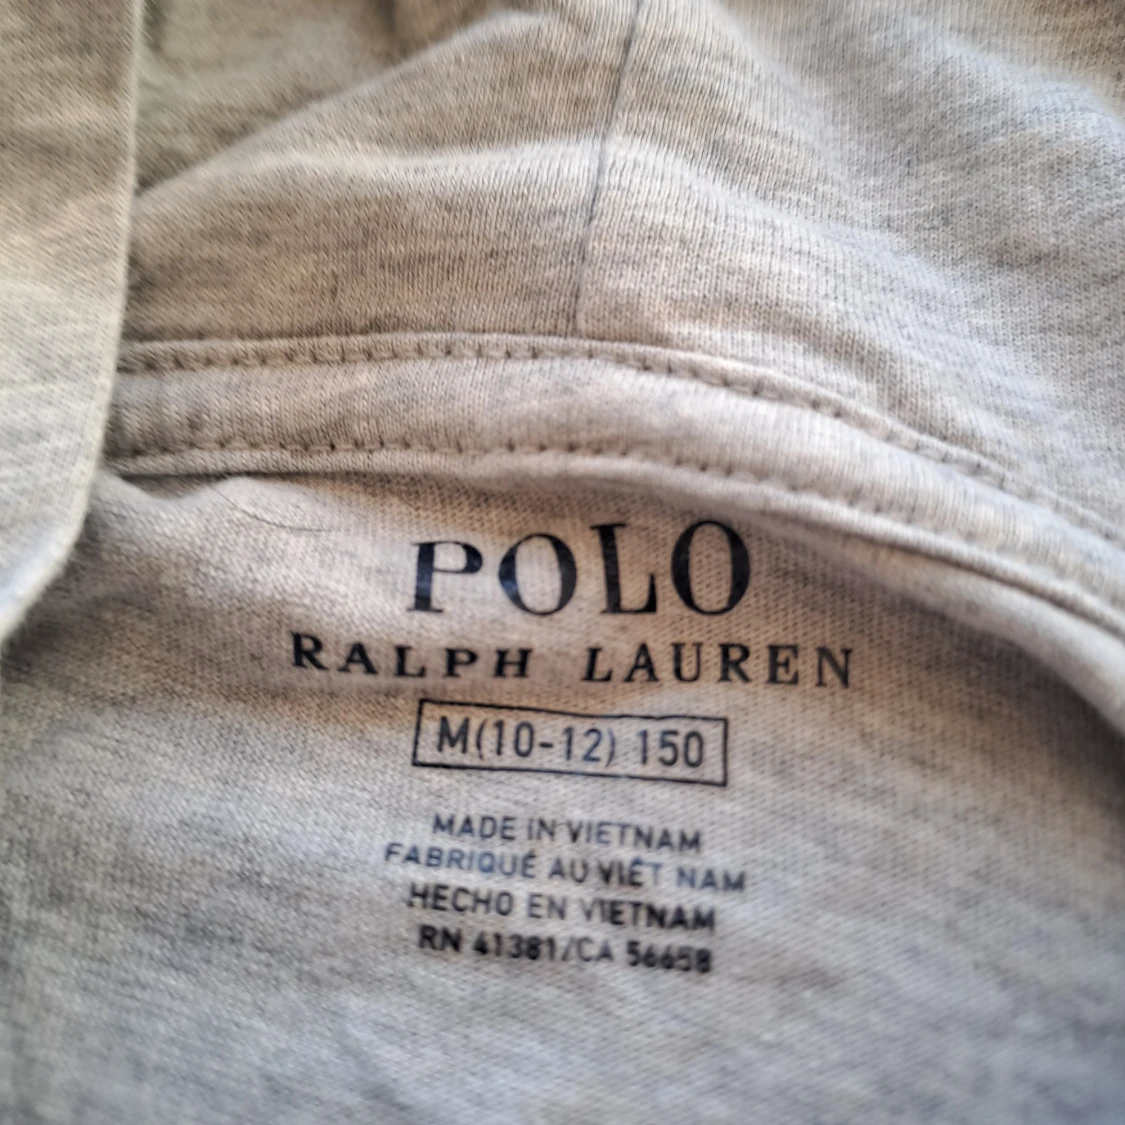 POLO
RALPH LAUREN
M(10-12) 150
MADE IN VIETNAM
FABRIQUÉ AU VIÊT NAM
HECHO EN VIETNAM
RN 41381/CA 56658